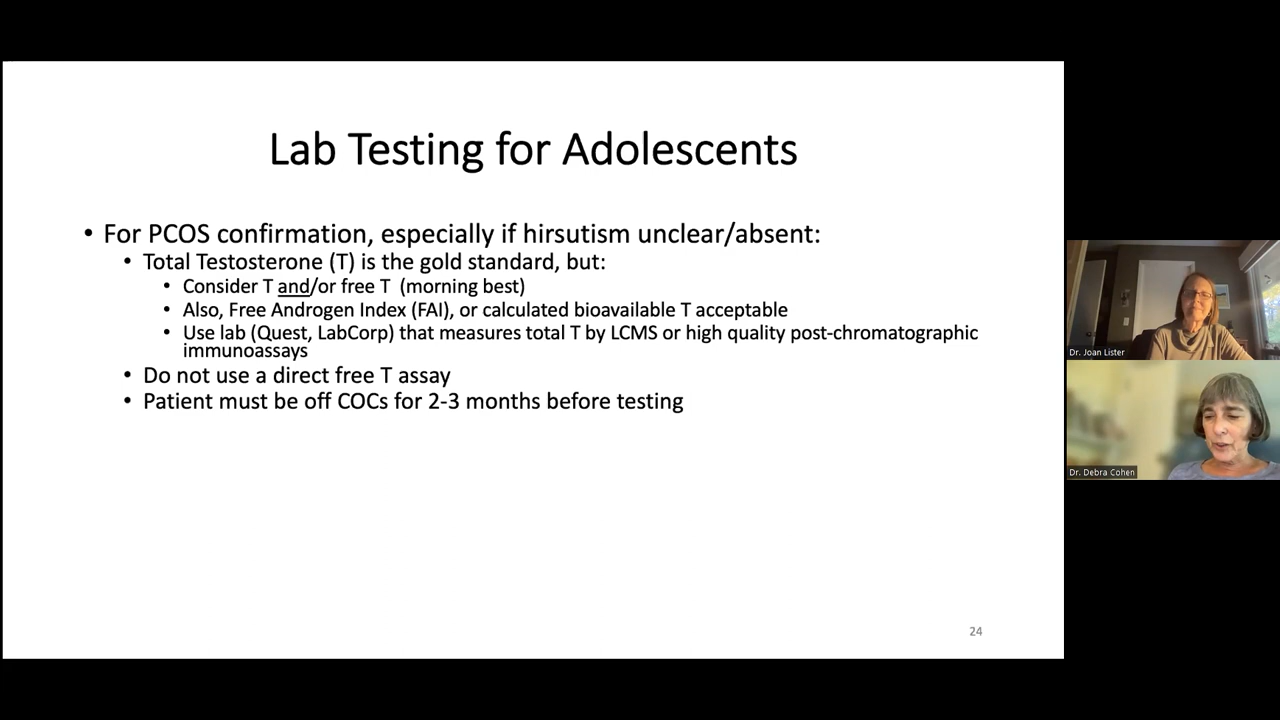 Lab Testing for Adolescents
• For PCOS confirmation, especially if hirsutism unclear/absent:
• Total Testosterone (T) is the gold standard, but:
• Consider T and/or free T (morning best)
• Also, Free Androgen Index (FAI), or calculated bioavailable T acceptable
• Use lab (Quest, LabCorp) that measures total T by LCMS or high quality post-chromatographic
immunoassays
• Do not use a direct free T assay
• Patient must be off COCs for 2-3 months before testing
24
Dr. Joan Lister
Dr. Debra Cohen